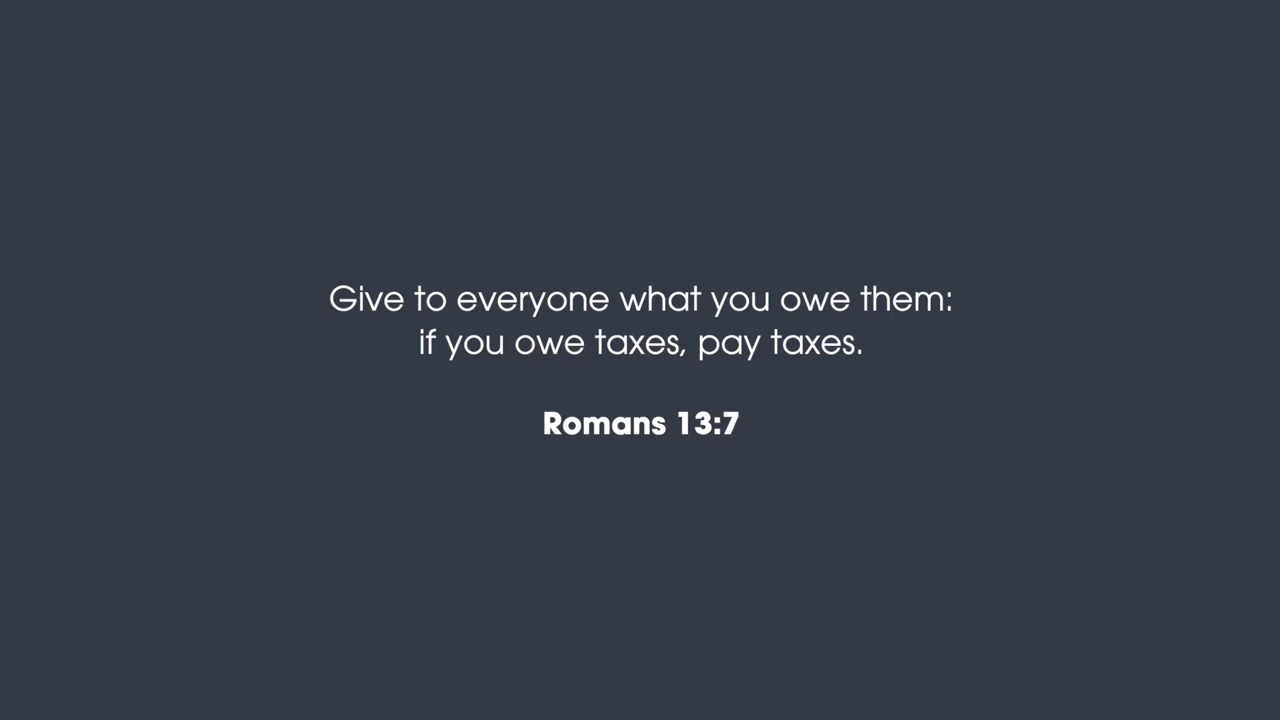 Give to everyone what you owe them:
if you owe taxes, pay taxes.
Romans 13:7